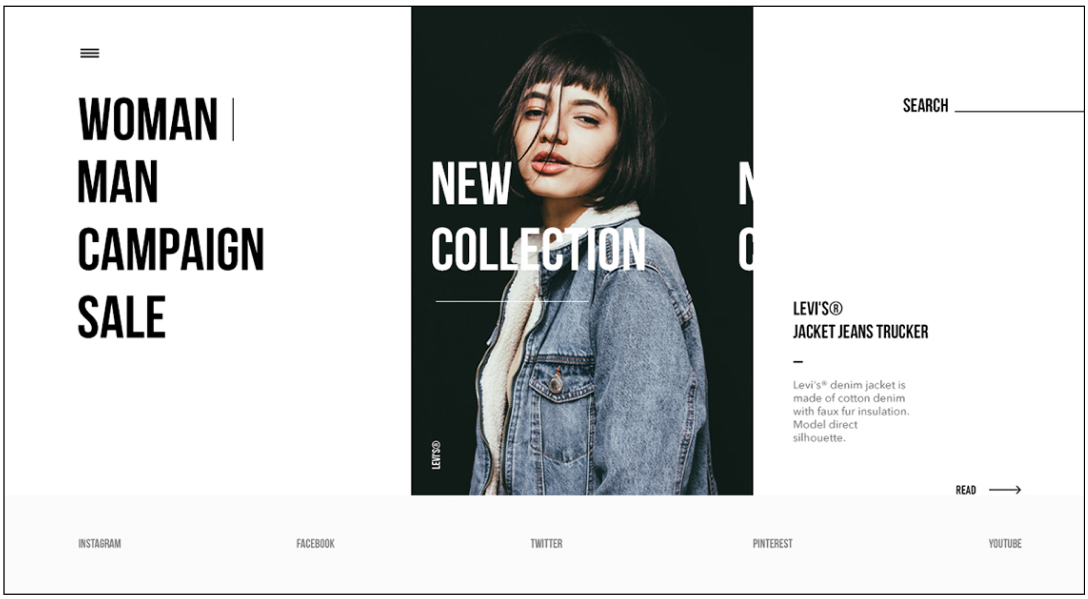 WOMAN
MAN
CAMPAIGN
SALE
NEW
COLLECTION
N
C
LEVI'S®
SEARCH
LEVI'S®
JACKET JEANS TRUCKER
Levi's® denim jacket is
made of cotton denim
with faux fur insulation.
Model direct
silhouette.
READ
INSTAGRAM
FACEBOOK
TWITTER
PINTEREST
YOUTUBE